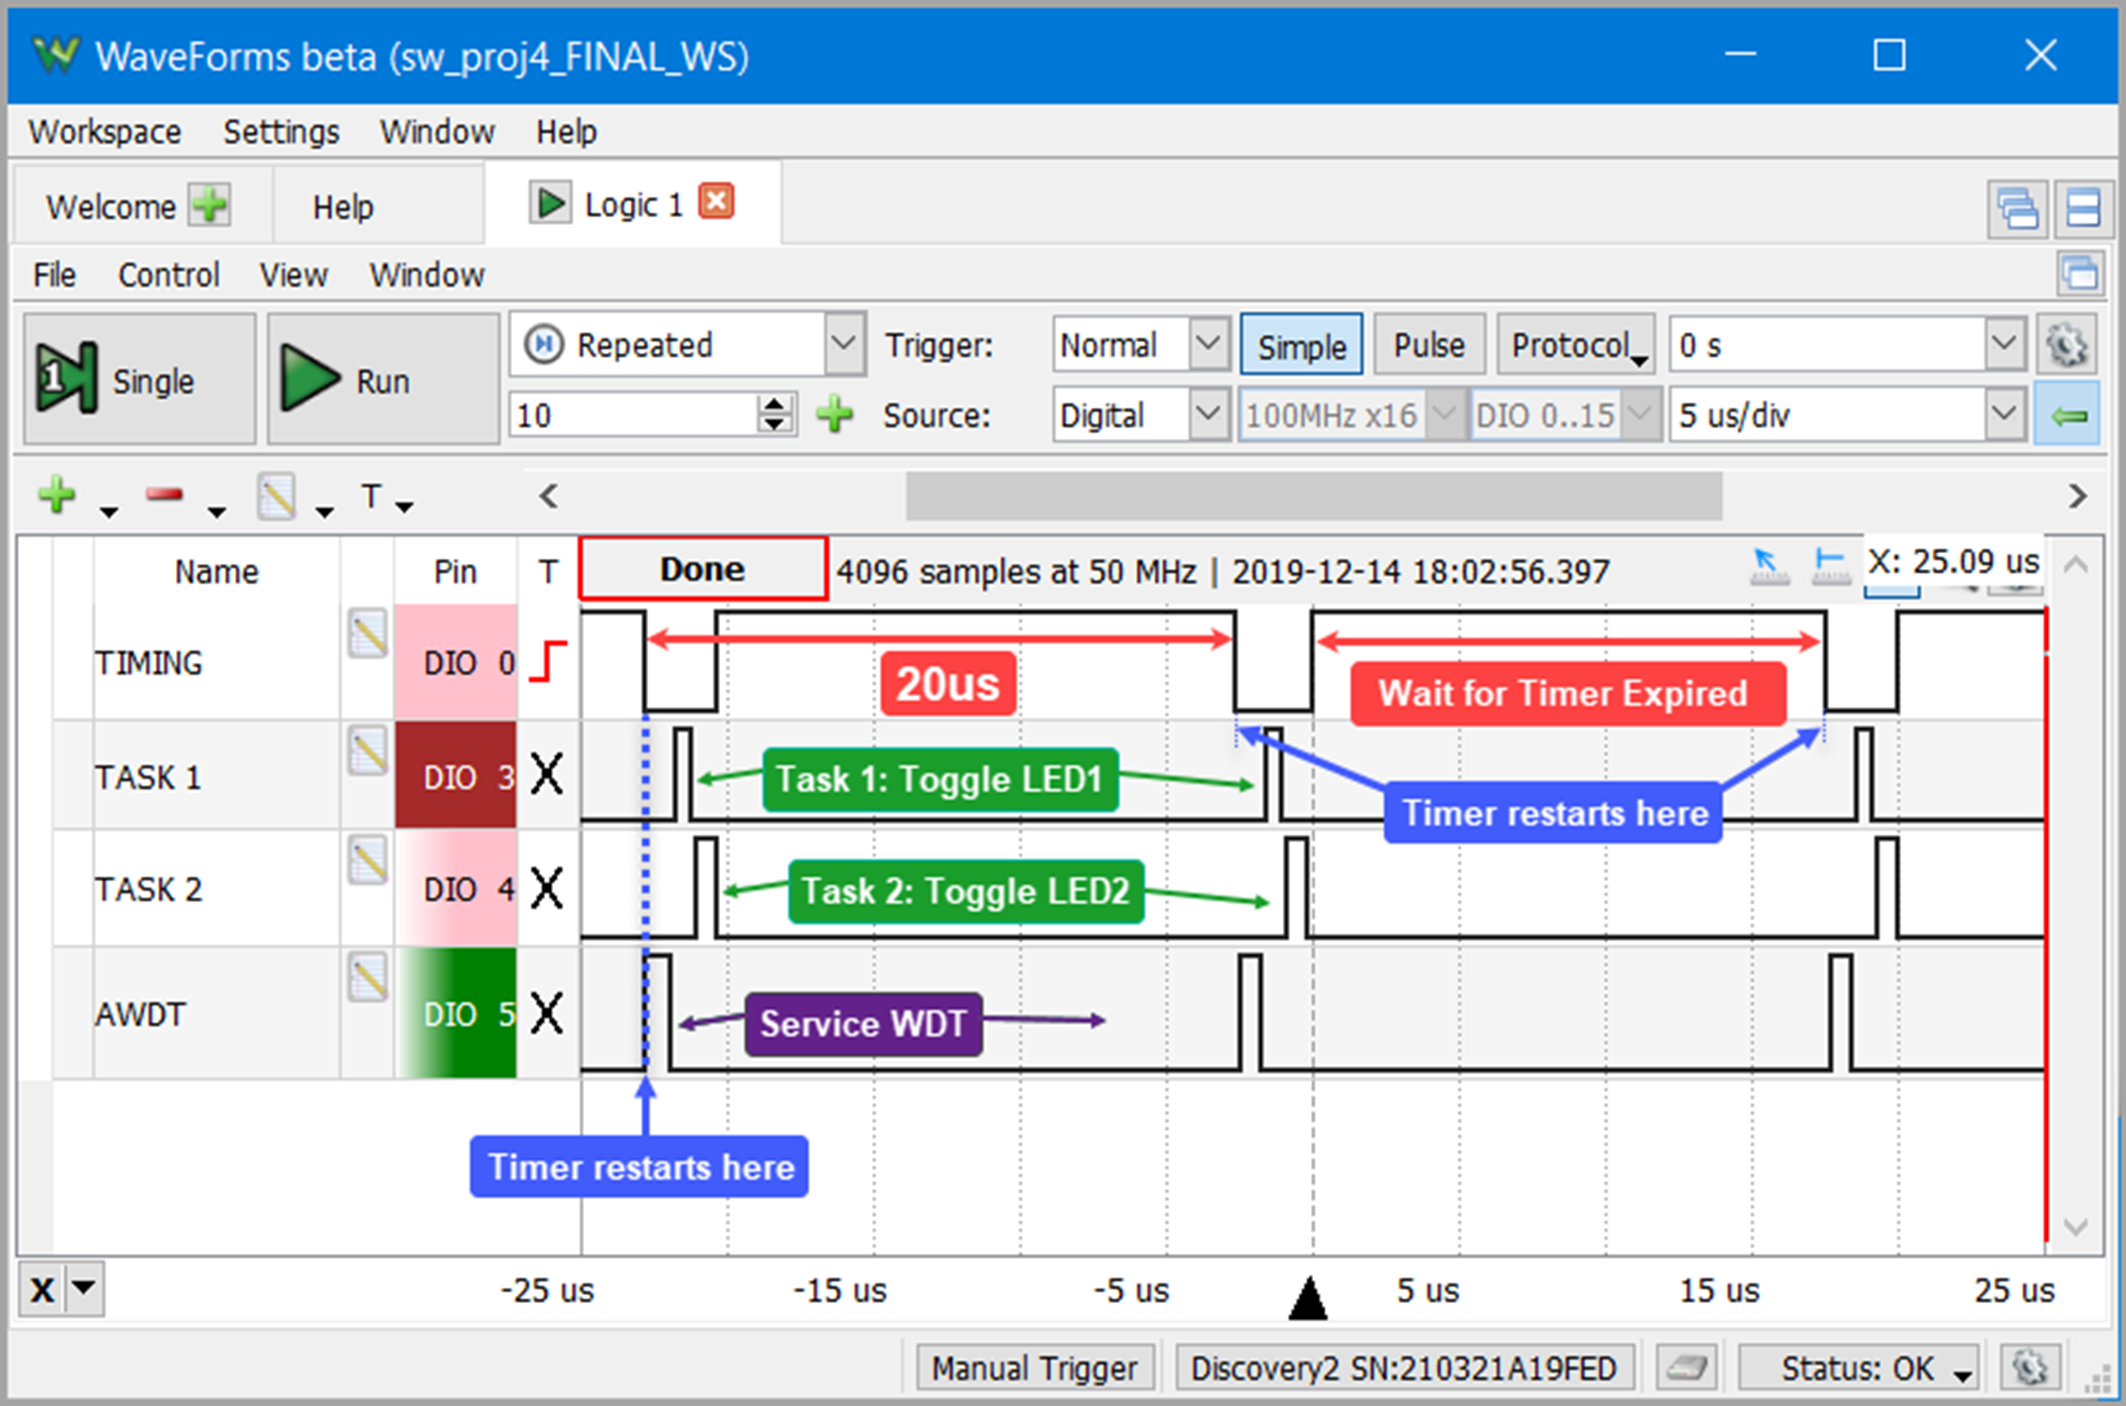 WaveForms beta (sw_proj4_FINAL_WS)
Workspace Settings Window Help
Welcome Help Logic 1
File Control View Window
Single Run Repeated Trigger: Normal Simple Pulse Protocol 0 s
10 Source: Digital 100MHz x16 DIO 0..15 5 us/div
T
Name Pin T Done 4096 samples at 50 MHz | 2019-12-14 18:02:56.397 X: 25.09 us
TIMING DIO 0
20us
Wait for Timer Expired
TASK 1 DIO 3 X
Task 1: Toggle LED1
Timer restarts here
TASK 2 DIO 4 X
Task 2: Toggle LED2
AWDT DIO 5 X
Service WDT
Timer restarts here
X -25 us -15 us -5 us 5 us 15 us 25 us
Manual Trigger Discovery2 SN:210321A19FED Status: OK